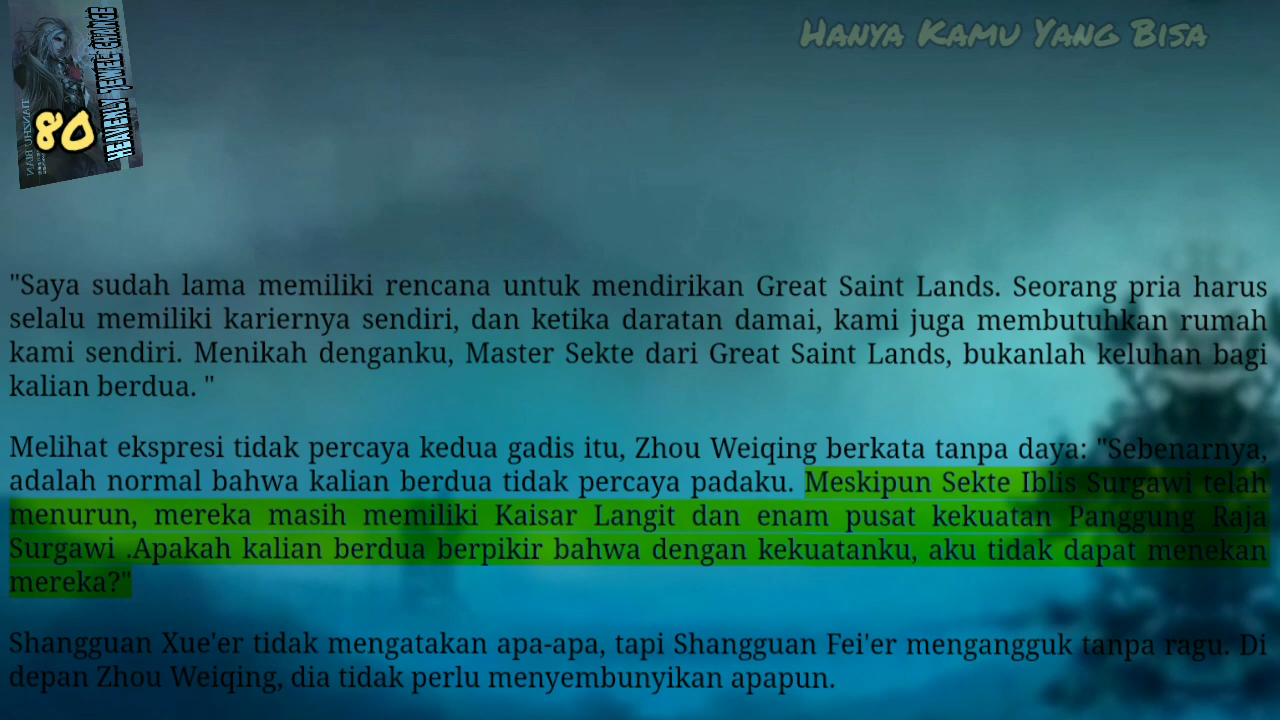 Hanya Kamu Yang Bisa
HEAVENLY JEWEL CHANGE
80
"Saya sudah lama memiliki rencana untuk mendirikan Great Saint Lands. Seorang pria harus
selalu memiliki kariernya sendiri, dan ketika daratan damai, kami juga membutuhkan rumah
kami sendiri. Menikah denganku, Master Sekte dari Great Saint Lands, bukanlah keluhan bagi
kalian berdua. "
Melihat ekspresi tidak percaya kedua gadis itu, Zhou Weiqing berkata tanpa daya: "Sebenarnya,
adalah normal bahwa kalian berdua tidak percaya padaku. Meskipun Sekte Iblis Surgawi telah
menurun, mereka masih memiliki Kaisar Langit dan enam pusat kekuatan Panggung Raja
Surgawi .Apakah kalian berdua berpikir bahwa dengan kekuatanku, aku tidak dapat menekan
mereka?"
Shangguan Xue'er tidak mengatakan apa-apa, tapi Shangguan Fei'er mengangguk tanpa ragu. Di
depan Zhou Weiqing, dia tidak perlu menyembunyikan apapun.